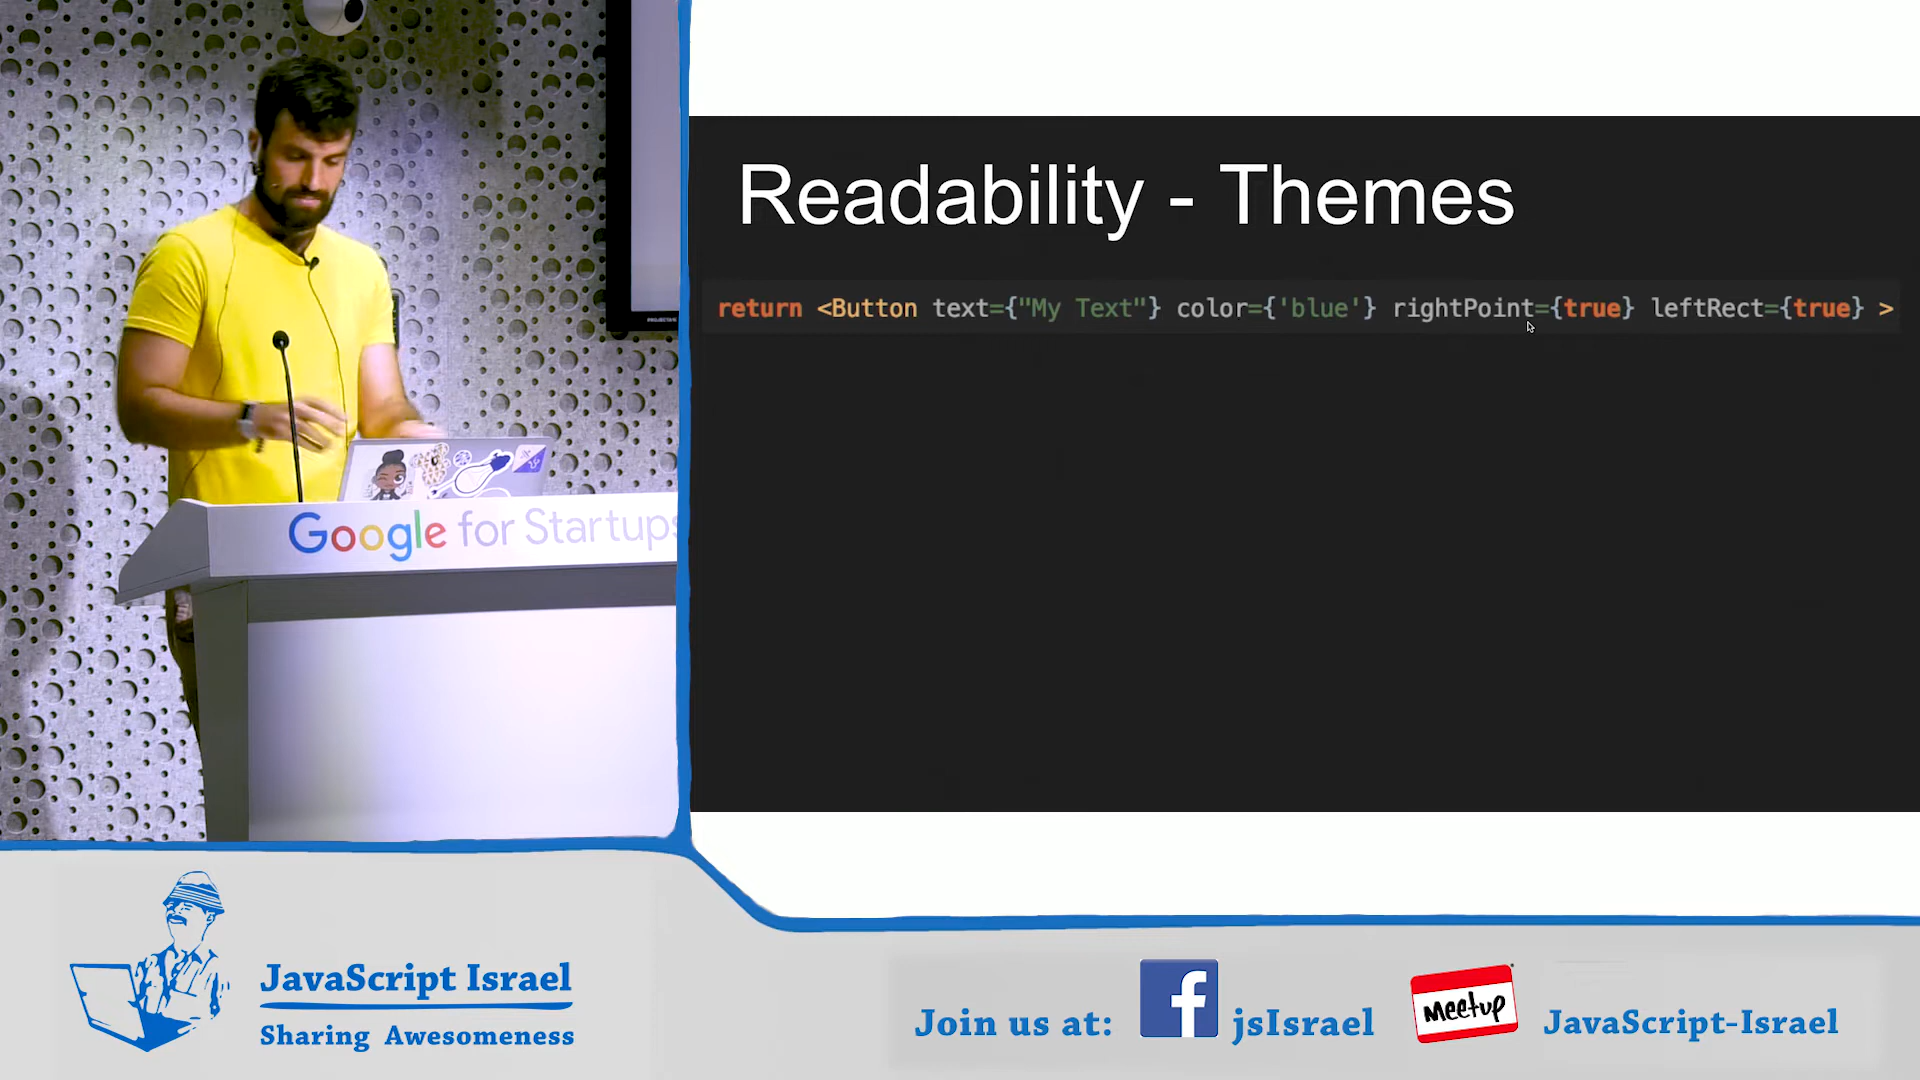 Readability - Themes
return <Button text={"My Text"} color={'blue'} rightPoint={true} leftRect={true} >
Google for Startups
JavaScript Israel
Sharing Awesomeness
Join us at:
f
jsIsrael
Meetup
JavaScript-Israel